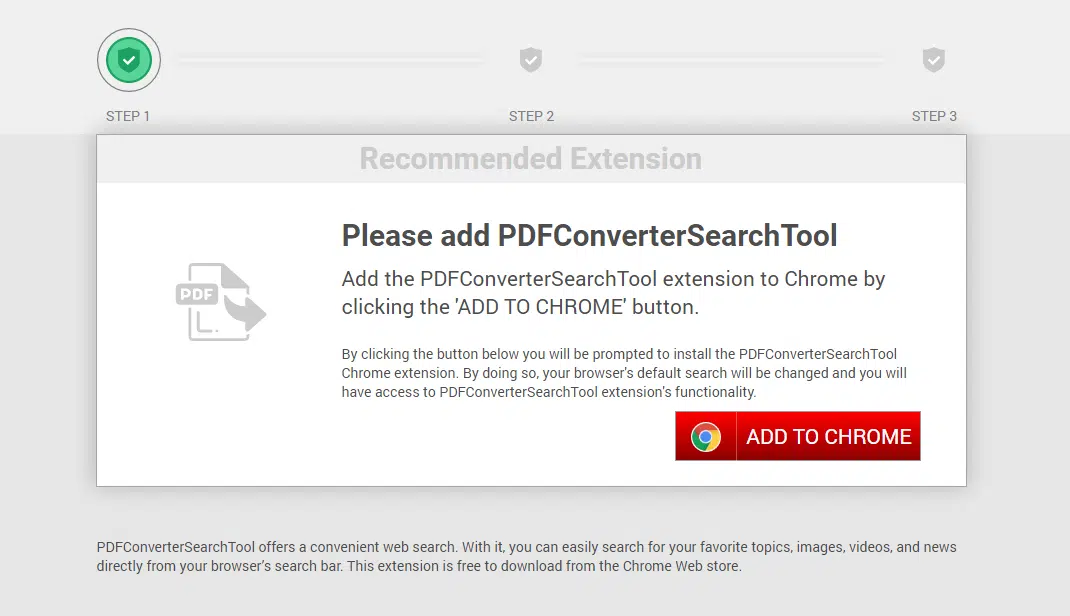 STEP 1
STEP 2
STEP 3
Recommended Extension
Please add PDFConverterSearchTool
Add the PDFConverterSearchTool extension to Chrome by
clicking the 'ADD TO CHROME' button.
PDF
By clicking the button below you will be prompted to install the PDFConverterSearchTool
Chrome extension. By doing so, your browser's default search will be changed and you will
have access to PDFConverterSearchTool extension's functionality.
ADD TO CHROME
PDFConverterSearchTool offers a convenient web search. With it, you can easily search for your favorite topics, images, videos, and news
directly from your browser’s search bar. This extension is free to download from the Chrome Web store.